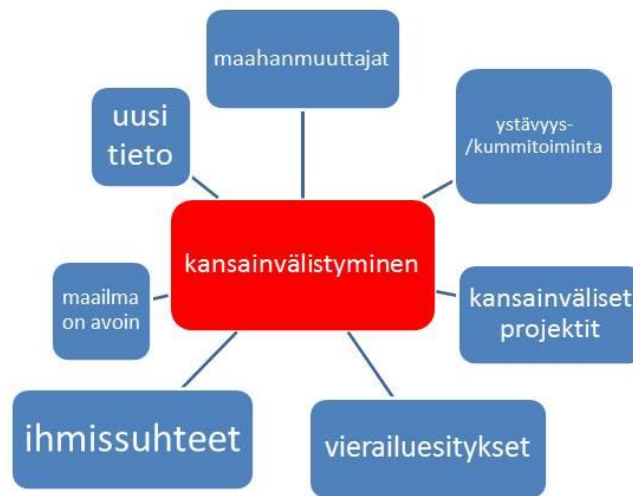 maahanmuuttajat
uusi
tieto
ystävyys-
/kummitoiminta
kansainvälistyminen
maailma
on avoin
kansainväliset
projektit
ihmissuhteet
vierailuesitykset